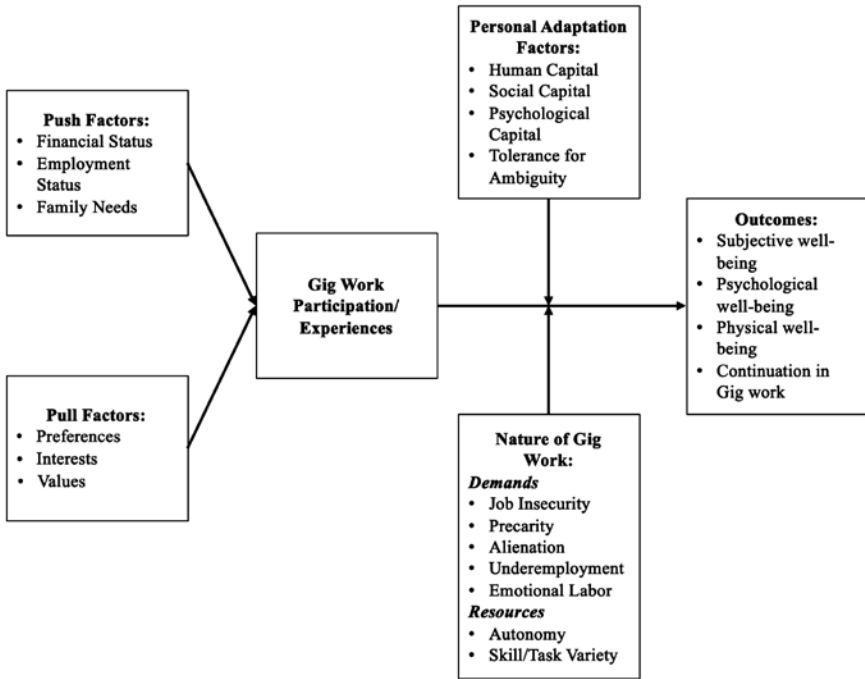 Push Factors:
• Financial Status
• Employment
Status
• Family Needs
Pull Factors:
• Preferences
• Interests
• Values
Gig Work
Participation/
Experiences
Personal Adaptation
Factors:
• Human Capital
• Social Capital
• Psychological
Capital
• Tolerance for
Ambiguity
Nature of Gig
Work:
Demands
• Job Insecurity
• Precarity
• Alienation
• Underemployment
• Emotional Labor
Resources
• Autonomy
• Skill/Task Variety
Outcomes:
• Subjective well-
being
• Psychological
well-being
• Physical well-
being
• Continuation in
Gig work